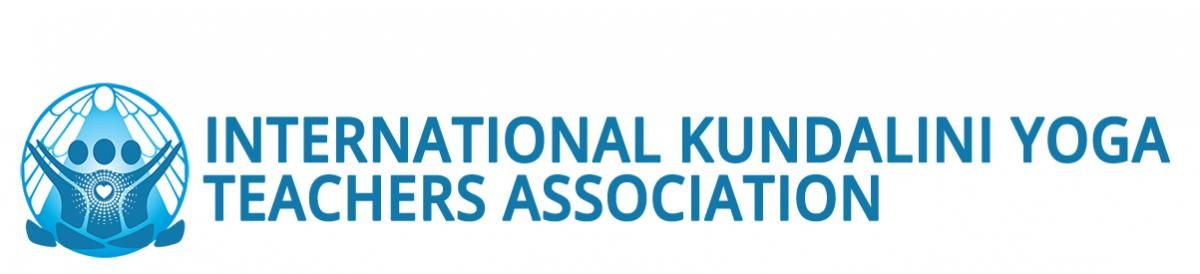 INTERNATIONAL KUNDALINI YOGA
TEACHERS ASSOCIATION